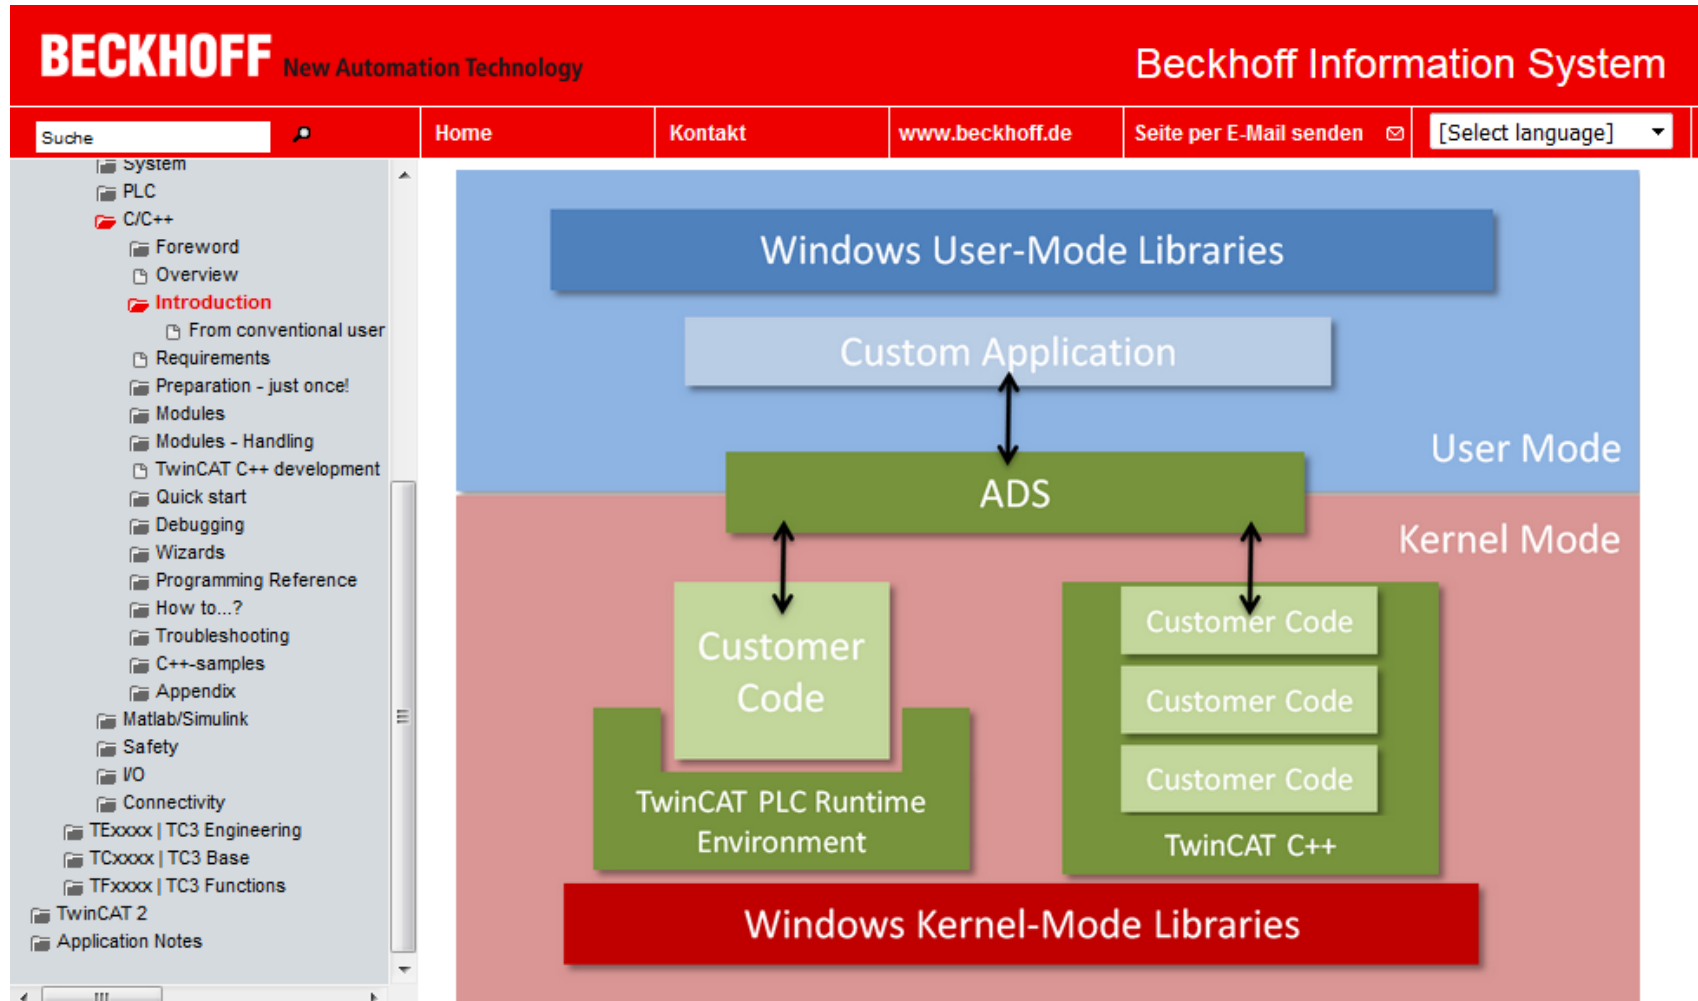 BECKHOFF New Automation Technology
Beckhoff Information System
Suche
Home
Kontakt
www.beckhoff.de
Seite per E-Mail senden
[Select language]
System
PLC
C/C++
Foreword
Overview
Introduction
From conventional user
Requirements
Preparation - just once!
Modules
Modules - Handling
TwinCAT C++ development
Quick start
Debugging
Wizards
Programming Reference
How to...?
Troubleshooting
C++-samples
Appendix
Matlab/Simulink
Safety
I/O
Connectivity
TExxxx | TC3 Engineering
TCxxxx | TC3 Base
TFxxxx | TC3 Functions
TwinCAT 2
Application Notes
Windows User-Mode Libraries
Custom Application
User Mode
ADS
Kernel Mode
Customer
Code
TwinCAT PLC Runtime
Environment
Customer Code
Customer Code
Customer Code
TwinCAT C++
Windows Kernel-Mode Libraries